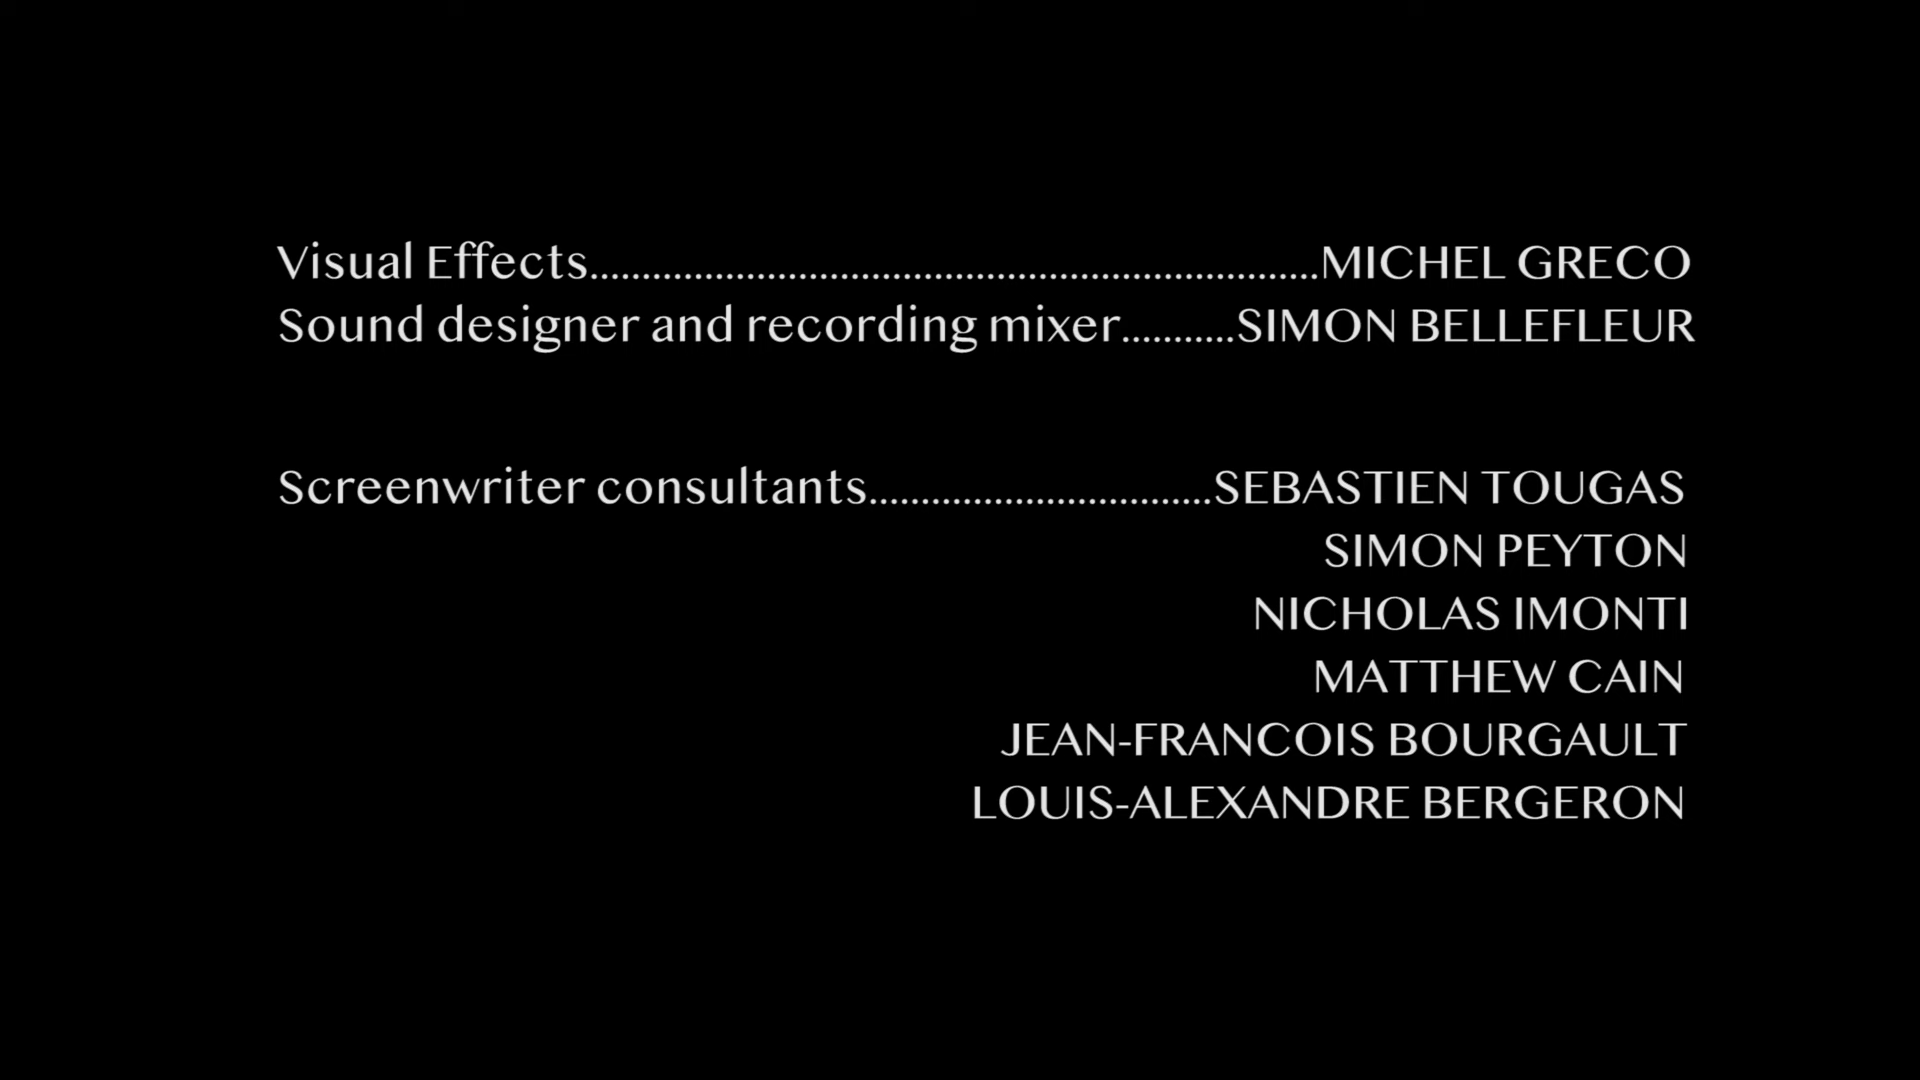 Visual Effects..........................................................................MICHEL GRECO
Sound designer and recording mixer...........SIMON BELLEFLEUR
Screenwriter consultants..................................SEBASTIEN TOUGAS
SIMON PEYTON
NICHOLAS IMONTI
MATTHEW CAIN
JEAN-FRANCOIS BOURGAULT
LOUIS-ALEXANDRE BERGERON